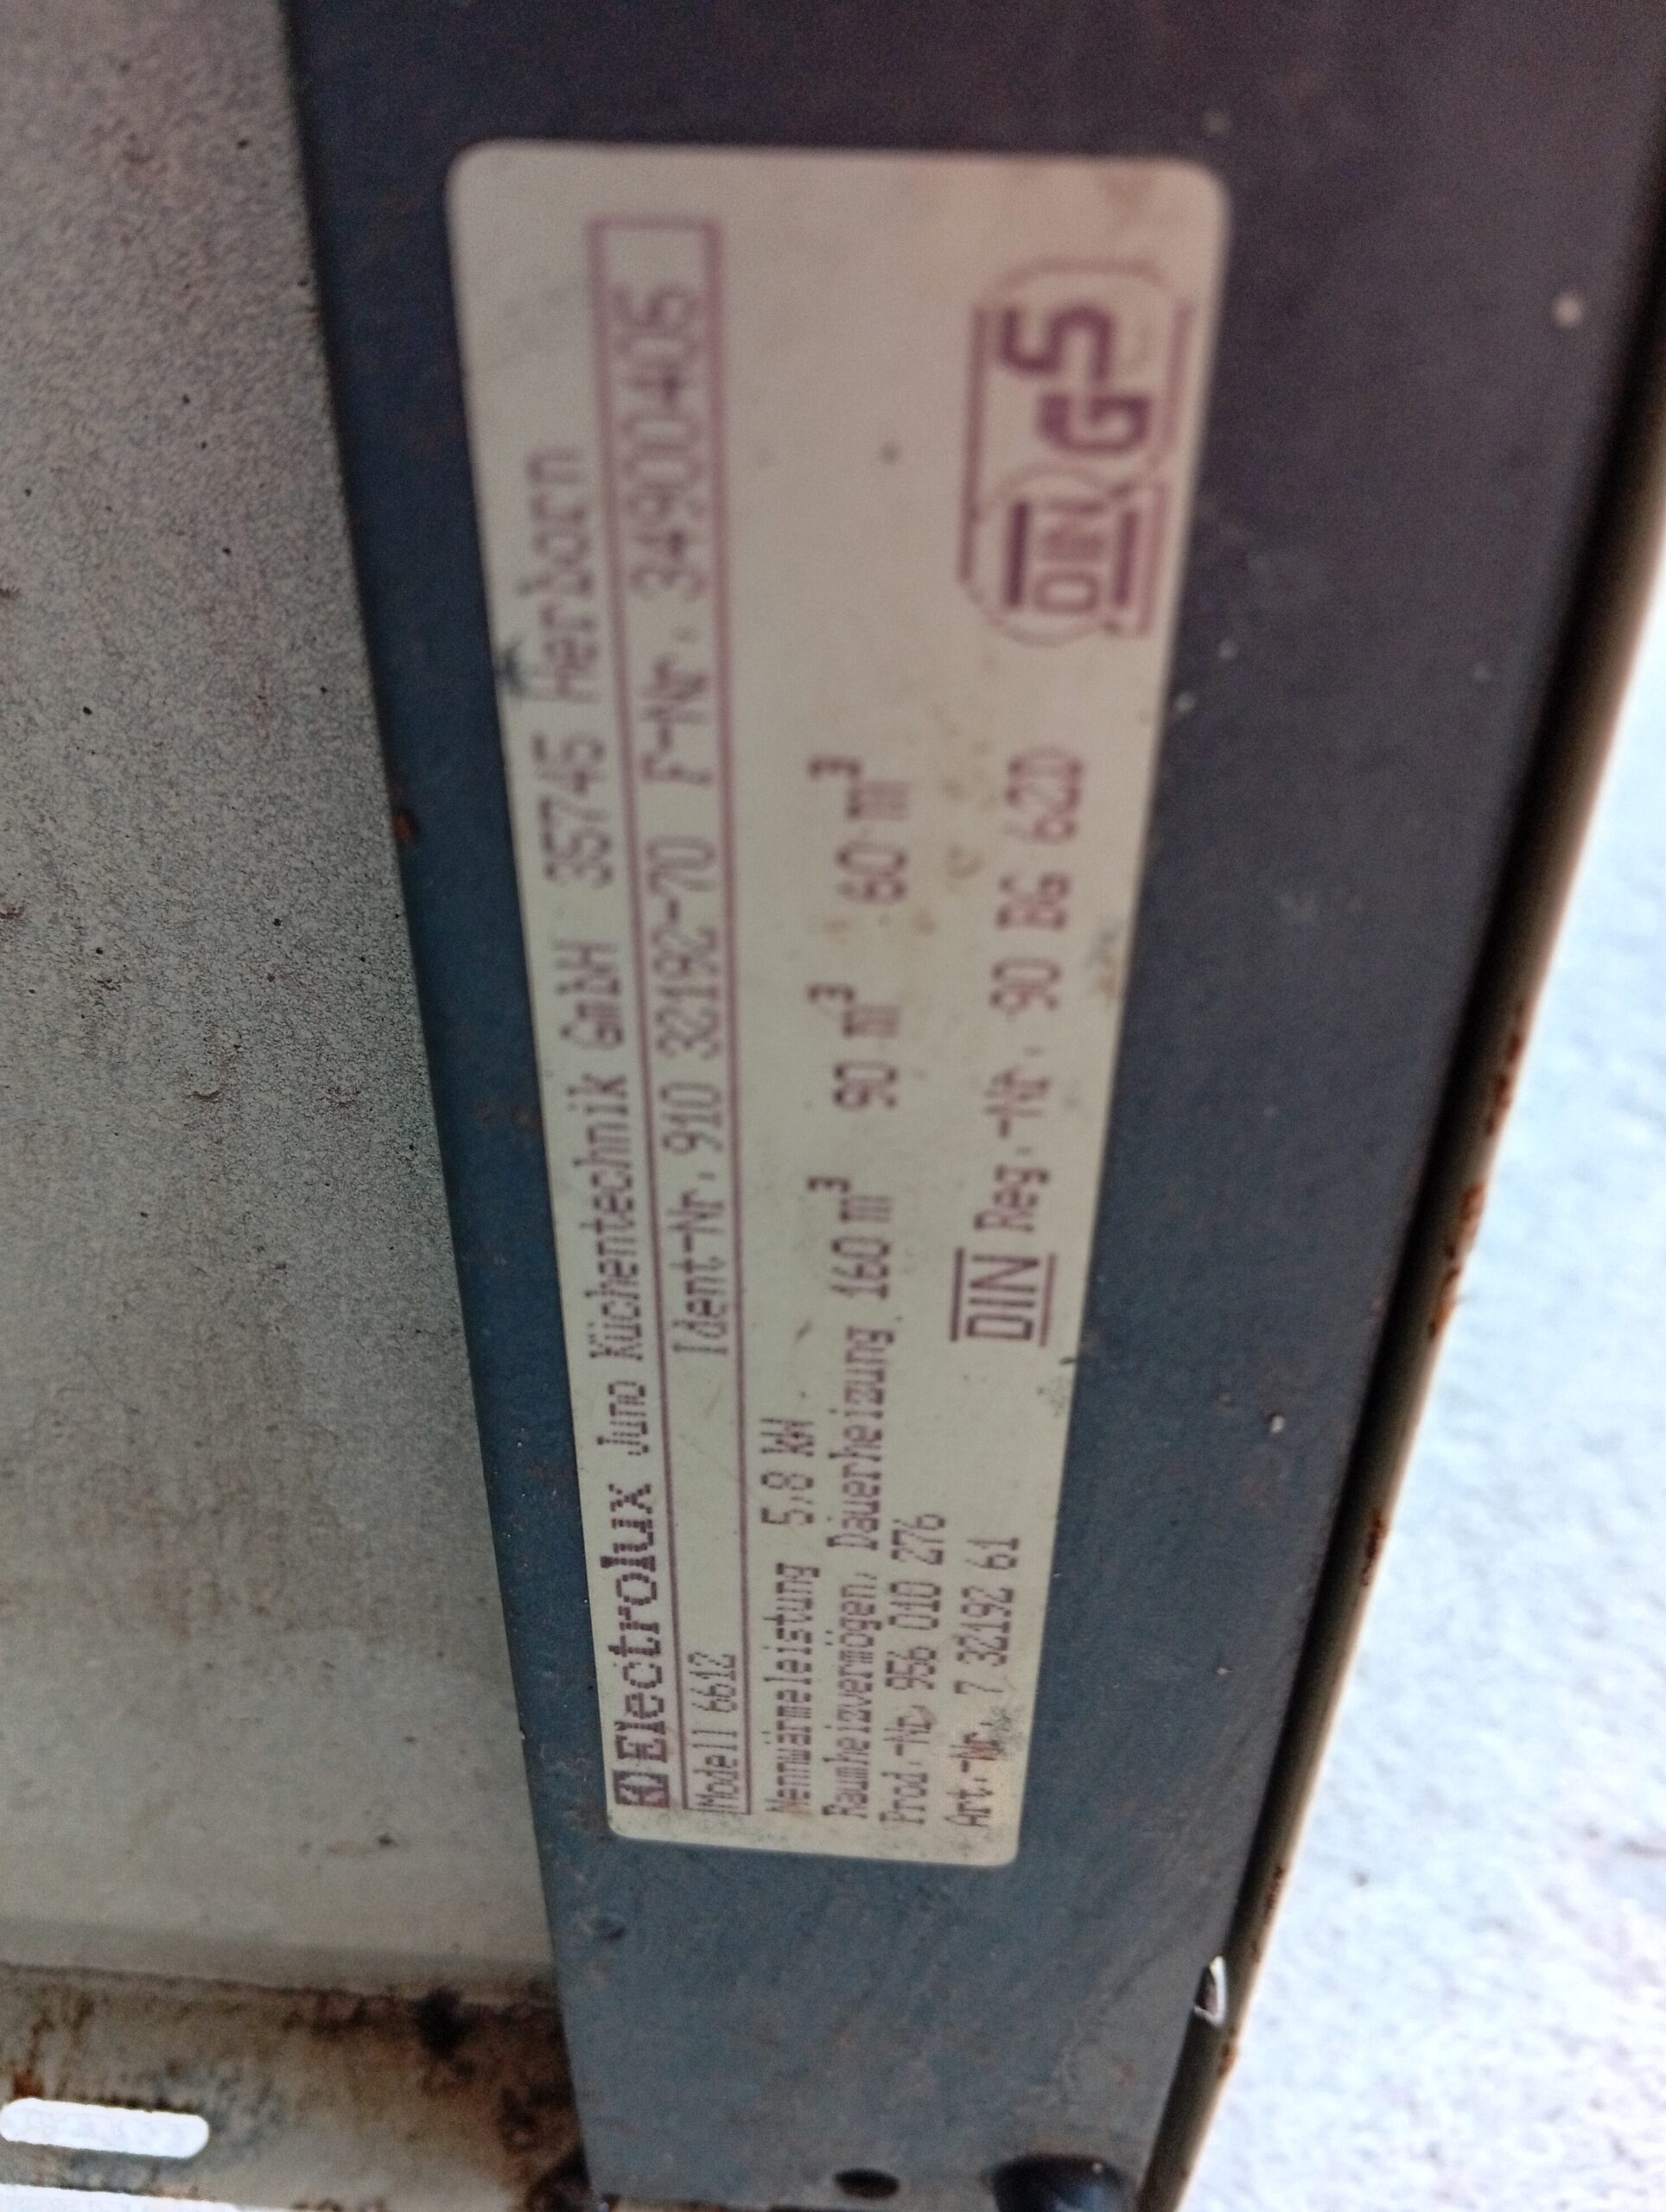 Electrolux Juno Küchentechnik GmbH 35745 Herborn
Modell 6612 Ident-Nr. 910 321192-70 F-Nr. 34900405
Nennwärmeleistung 5,8 kW
Raumheizvermögen, Dauerheizung 160 m³ 90 m³ 60 m³
Prod.-Nr. 956 010 276
Art.-Nr. 7 32192 61 DIN Reg.-Nr. 90 BG 620
DIN GS